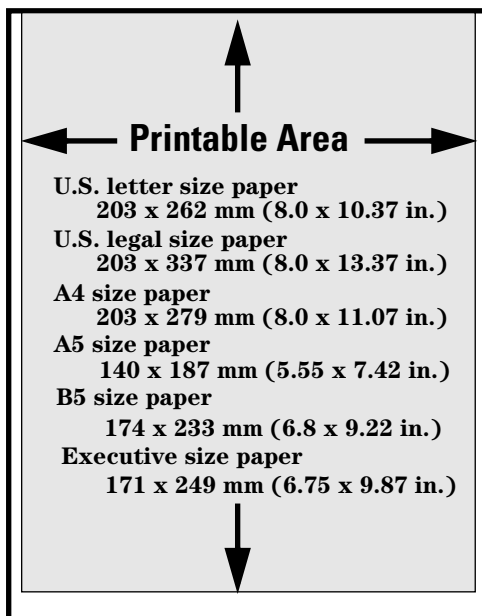 Printable Area
U.S. letter size paper
203 x 262 mm (8.0 x 10.37 in.)
U.S. legal size paper
203 x 337 mm (8.0 x 13.37 in.)
A4 size paper
203 x 279 mm (8.0 x 11.07 in.)
A5 size paper
140 x 187 mm (5.55 x 7.42 in.)
B5 size paper
174 x 233 mm (6.8 x 9.22 in.)
Executive size paper
171 x 249 mm (6.75 x 9.87 in.)